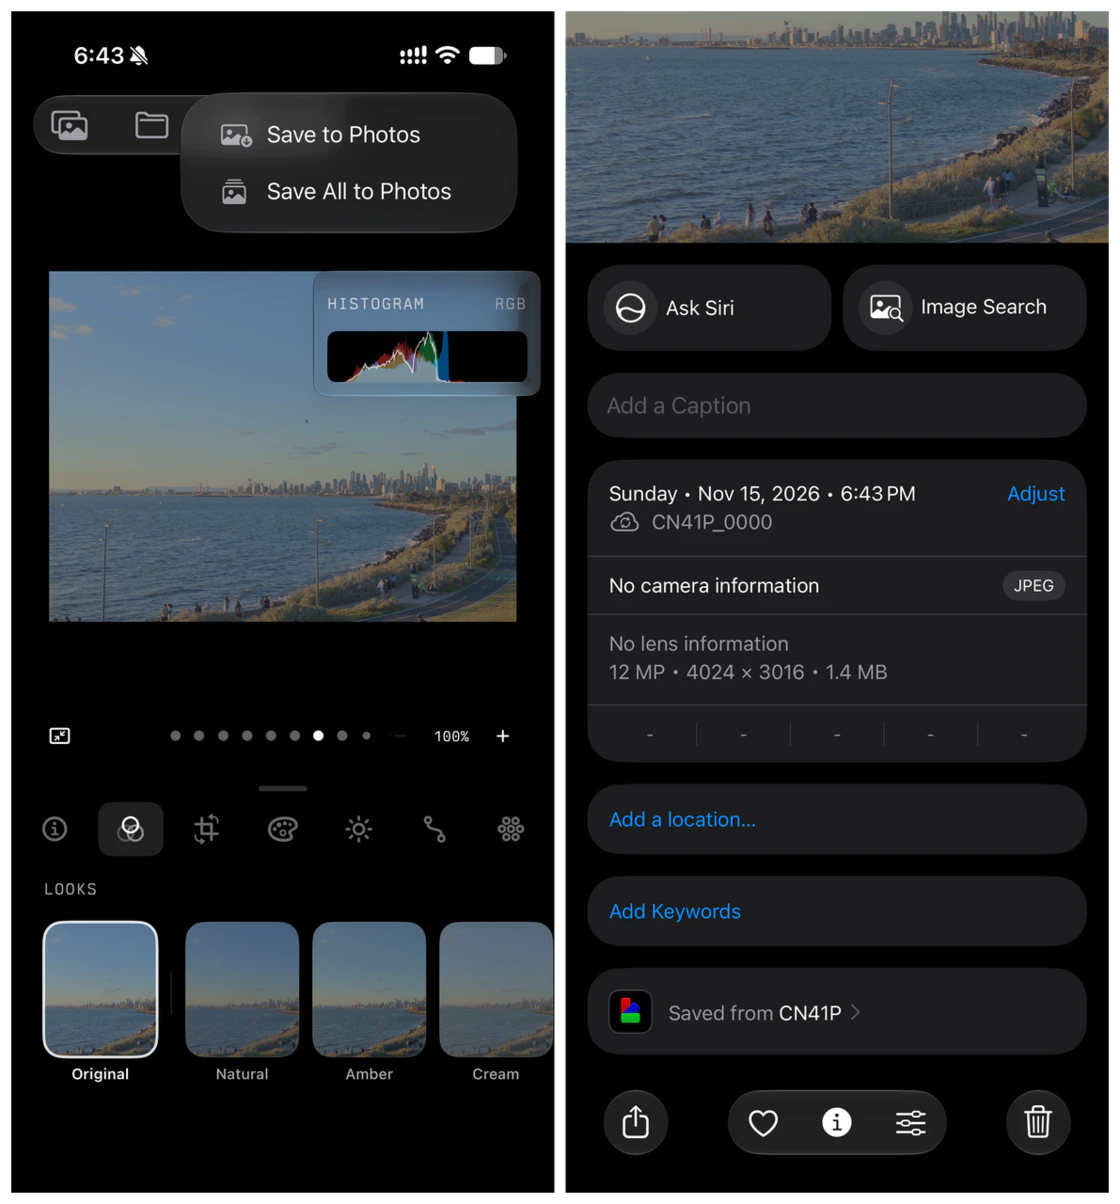 6:43
Save to Photos
Save All to Photos
HISTOGRAM RGB
100%
LOOKS
Original
Natural
Amber
Cream
Ask Siri
Image Search
Add a Caption
Sunday • Nov 15, 2026 • 6:43 PM
Adjust
CN41P_0000
No camera information
JPEG
No lens information
12 MP • 4024 × 3016 • 1.4 MB
- - - - -
Add a location...
Add Keywords
Saved from CN41P